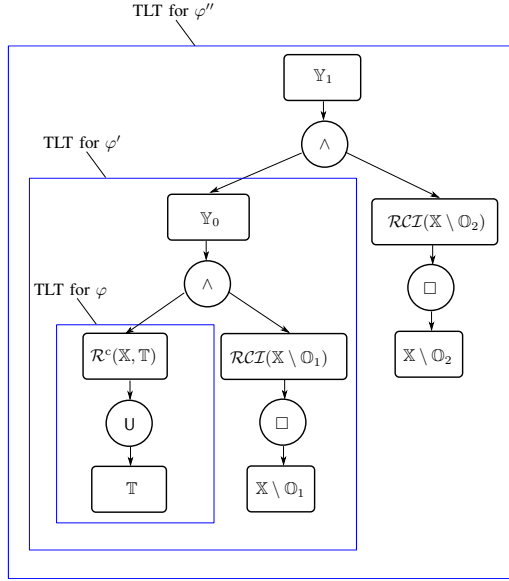 TLT for φ′′
𝕐₁
∧
TLT for φ′
𝕐₀
ℛ𝒞ℐ(𝕏 \ 𝕆₂)
∧
□
TLT for φ
ℛᶜ(𝕏, 𝕋)
ℛ𝒞ℐ(𝕏 \ 𝕆₁)
𝕏 \ 𝕆₂
U
□
𝕋
𝕏 \ 𝕆₁